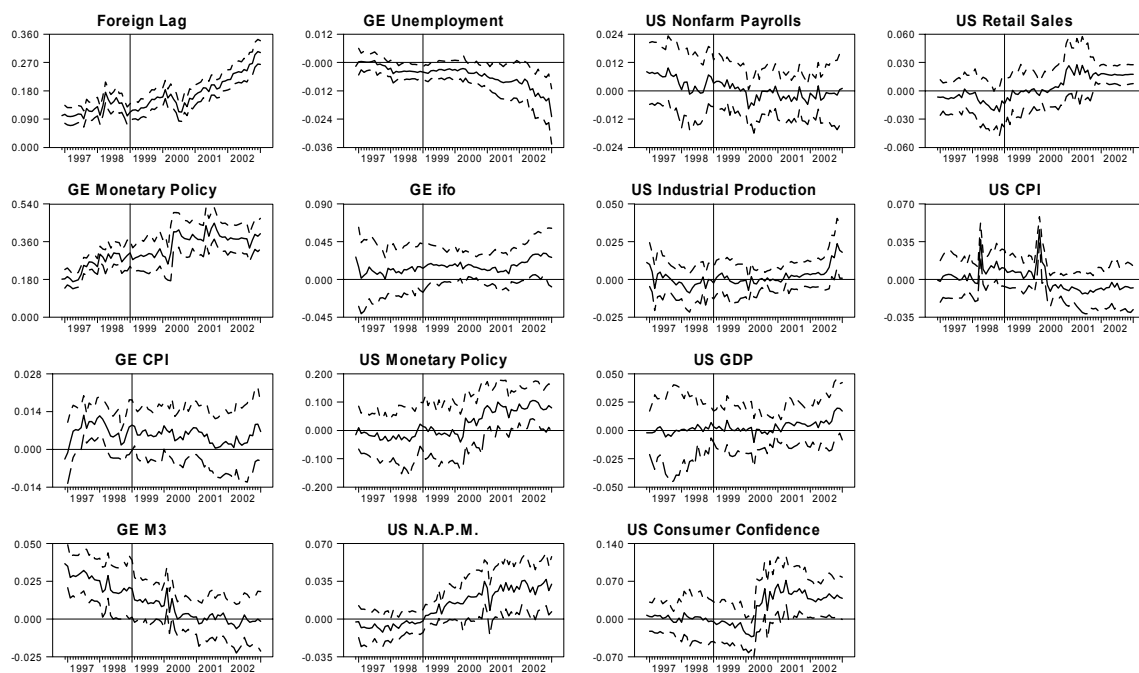 Foreign Lag
0.360
0.270
0.180
0.090
0.000
1997 1998 1999 2000 2001 2002
GE Unemployment
0.012
-0.000
-0.012
-0.024
-0.036
1997 1998 1999 2000 2001 2002
US Nonfarm Payrolls
0.024
0.012
0.000
-0.012
-0.024
1997 1998 1999 2000 2001 2002
US Retail Sales
0.060
0.030
0.000
-0.030
-0.060
1997 1998 1999 2000 2001 2002
GE Monetary Policy
0.540
0.360
0.180
0.000
1997 1998 1999 2000 2001 2002
GE ifo
0.090
0.045
0.000
-0.045
1997 1998 1999 2000 2001 2002
US Industrial Production
0.050
0.025
0.000
-0.025
1997 1998 1999 2000 2001 2002
US CPI
0.070
0.035
0.000
-0.035
1997 1998 1999 2000 2001 2002
GE CPI
0.028
0.014
0.000
-0.014
1997 1998 1999 2000 2001 2002
US Monetary Policy
0.200
0.100
0.000
-0.100
-0.200
1997 1998 1999 2000 2001 2002
US GDP
0.050
0.025
0.000
-0.025
-0.050
1997 1998 1999 2000 2001 2002
GE M3
0.050
0.025
0.000
-0.025
1997 1998 1999 2000 2001 2002
US N.A.P.M.
0.070
0.035
0.000
-0.035
1997 1998 1999 2000 2001 2002
US Consumer Confidence
0.140
0.070
0.000
-0.070
1997 1998 1999 2000 2001 2002